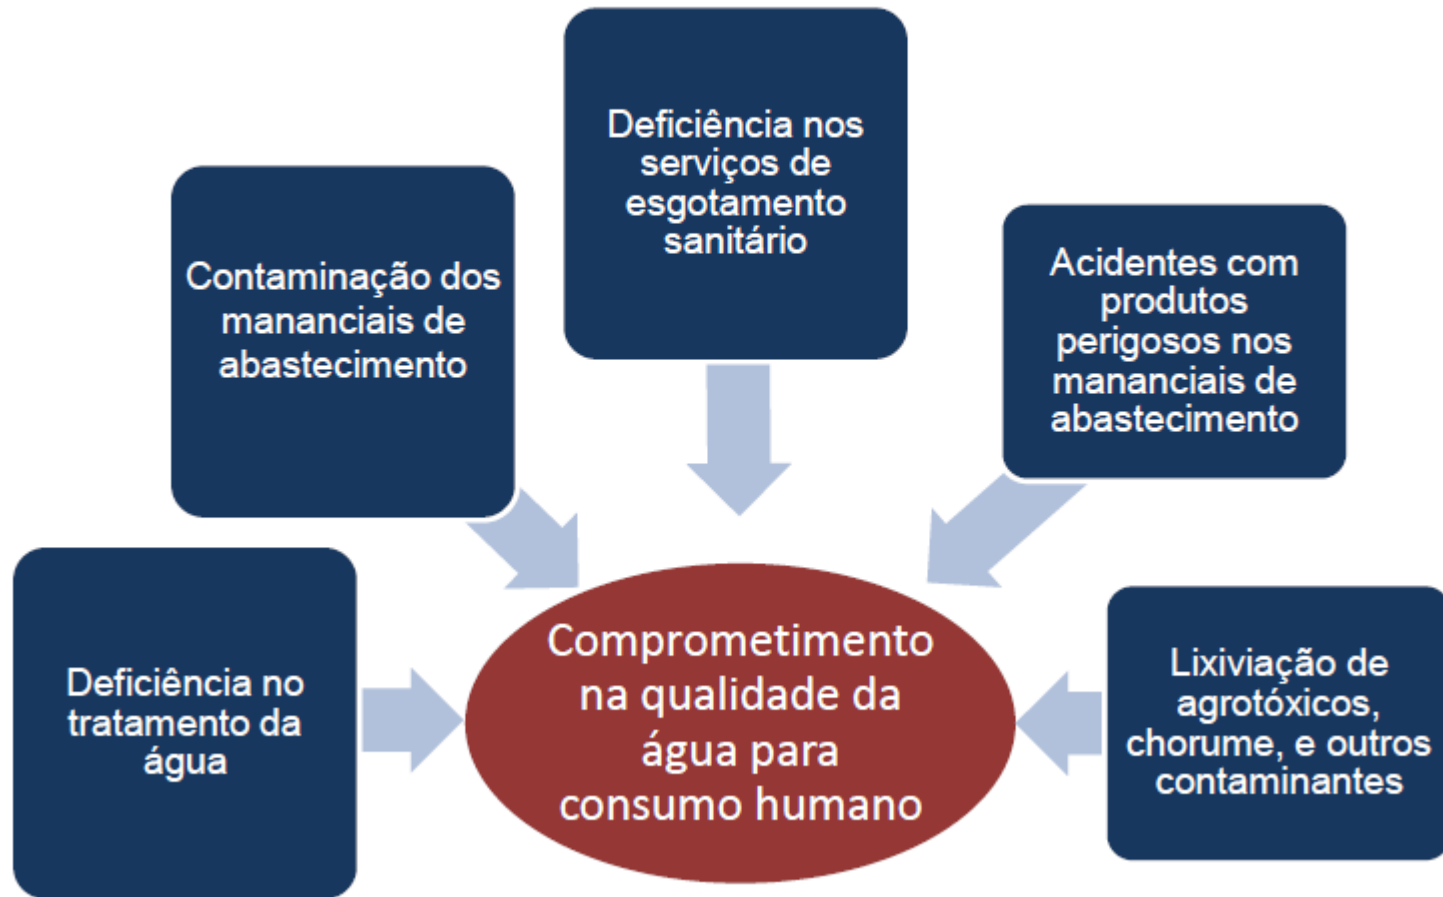 Deficiência nos
serviços de
esgotamento
sanitário
Contaminação dos
mananciais de
abastecimento
Acidentes com
produtos
perigosos nos
mananciais de
abastecimento
Deficiência no
tratamento da
água
Comprometimento
na qualidade da
água para
consumo humano
Lixiviação de
agrotóxicos,
chorume, e outros
contaminantes